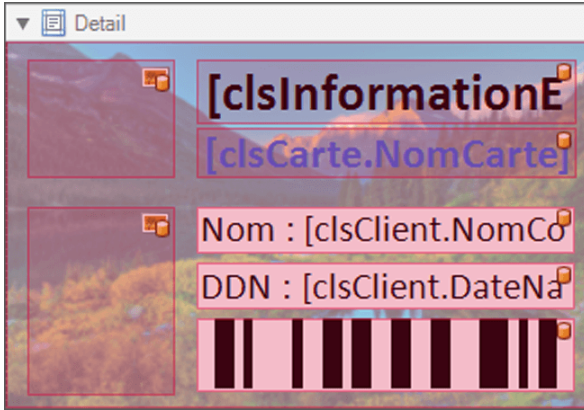 Detail
[clsInformationE
[clsCarte.NomCarte]
Nom : [clsClient.NomCo
DDN : [clsClient.DateNa